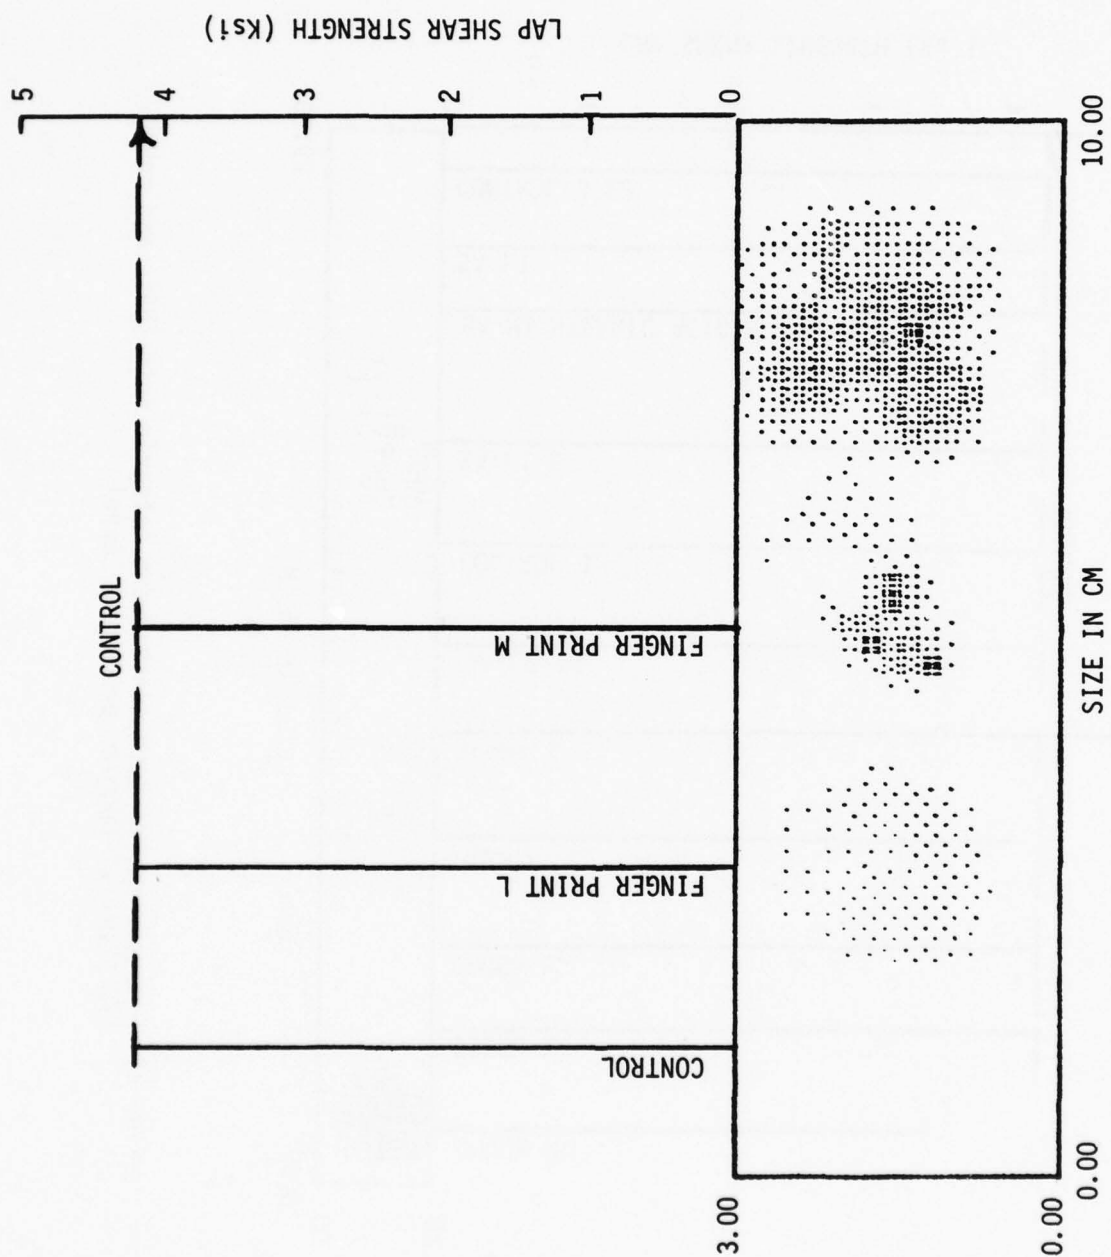 LAP SHEAR STRENGTH (Ksi)
5
4
3
2
1
0
CONTROL
FINGER PRINT M
FINGER PRINT L
CONTROL
3.00
0.00
0.00
10.00
SIZE IN CM